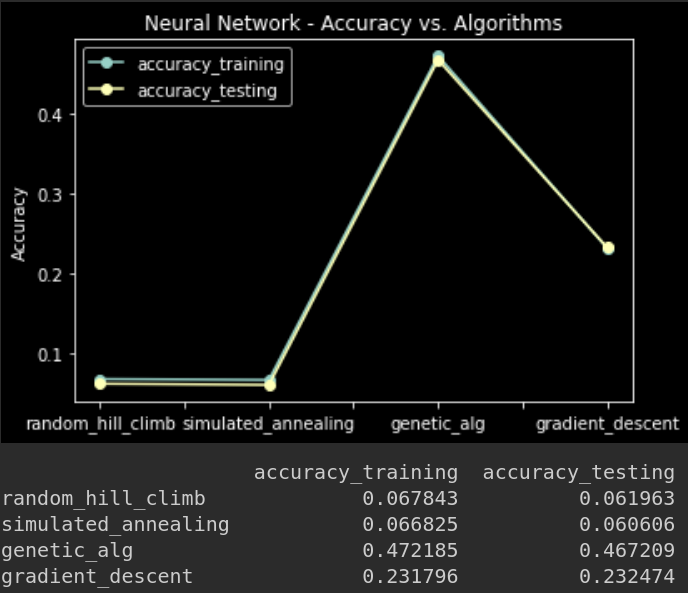 Neural Network - Accuracy vs. Algorithms
accuracy_training
accuracy_testing
0.4
0.3
0.2
0.1
Accuracy
random_hill_climb simulated_annealing genetic_alg gradient_descent
accuracy_training accuracy_testing
random_hill_climb 0.067843 0.061963
simulated_annealing 0.066825 0.060606
genetic_alg 0.472185 0.467209
gradient_descent 0.231796 0.232474